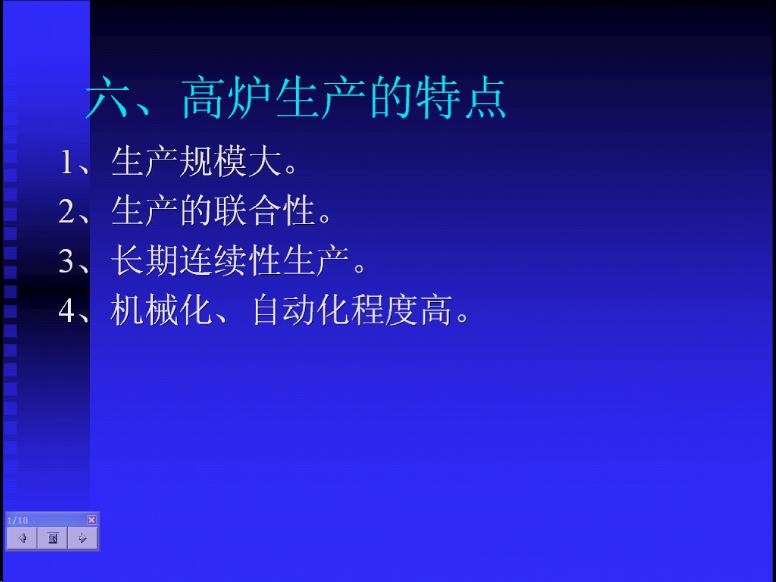 六、高炉生产的特点
1、生产规模大。
2、生产的联合性。
3、长期连续性生产。
4、机械化、自动化程度高。
1/18